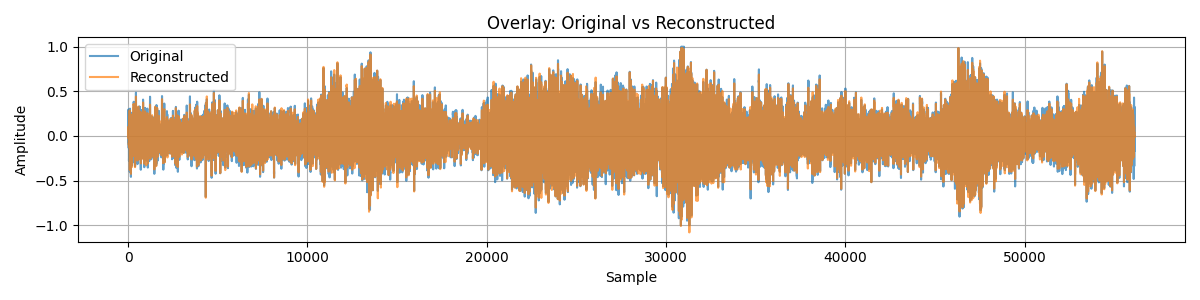 Overlay: Original vs Reconstructed
Original
Reconstructed
Amplitude
1.0
0.5
0.0
−0.5
−1.0
0 10000 20000 30000 40000 50000
Sample